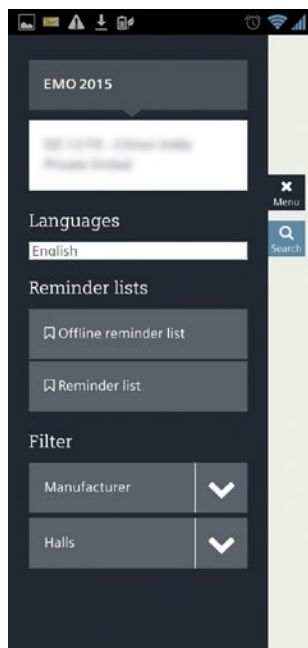 EMO 2015
Languages
English
Reminder lists
Offline reminder list
Reminder list
Filter
Manufacturer
Halls
Menu
Search